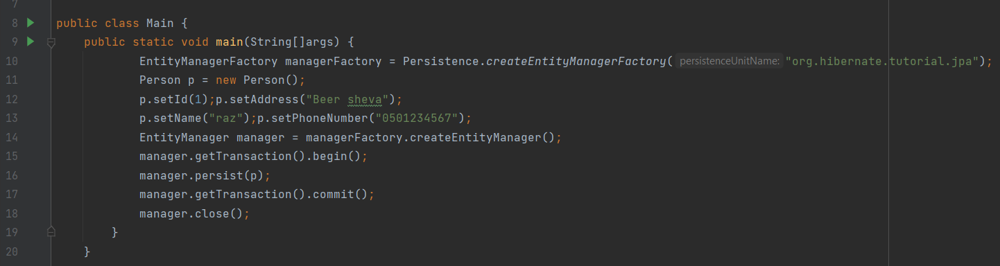 7
8 public class Main {
9 public static void main(String[]args) {
10 EntityManagerFactory managerFactory = Persistence.createEntityManagerFactory( persistenceUnitName: "org.hibernate.tutorial.jpa");
11 Person p = new Person();
12 p.setId(1);p.setAddress("Beer sheva");
13 p.setName("raz");p.setPhoneNumber("0501234567");
14 EntityManager manager = managerFactory.createEntityManager();
15 manager.getTransaction().begin();
16 manager.persist(p);
17 manager.getTransaction().commit();
18 manager.close();
19 }
20 }